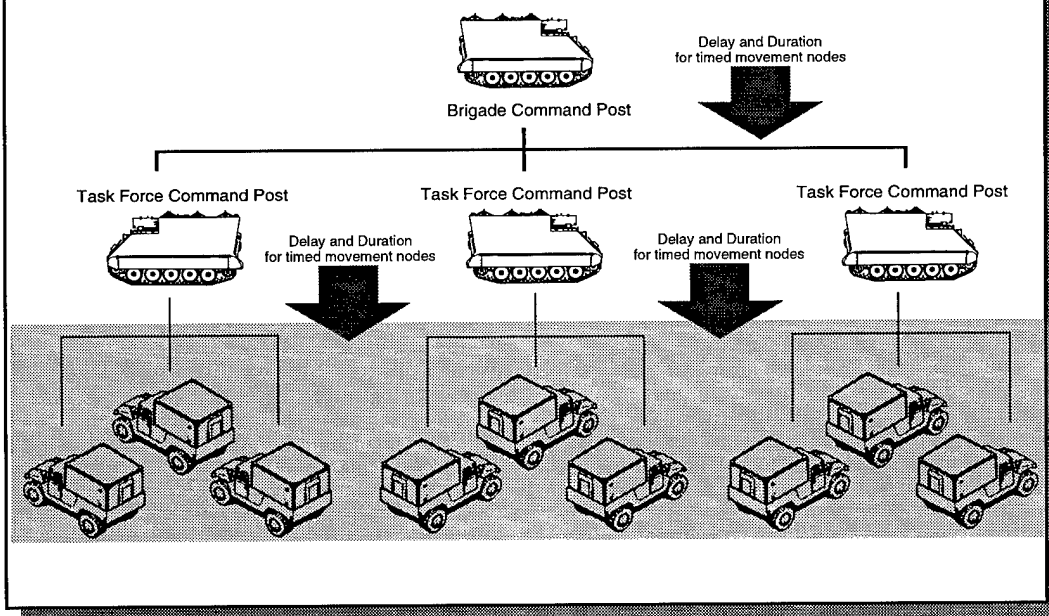 Delay and Duration
for timed movement nodes
Brigade Command Post
Task Force Command Post
Task Force Command Post
Task Force Command Post
Delay and Duration
for timed movement nodes
Delay and Duration
for timed movement nodes